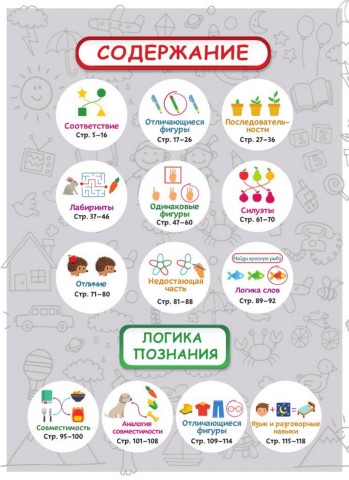 СОДЕРЖАНИЕ
Соответствие
Стр. 5–16
Отличающиеся
фигуры
Стр. 17–26
Последователь-
ности
Стр. 27–36
Лабиринты
Стр. 37–46
Одинаковые
фигуры
Стр. 47–60
Силуэты
Стр. 61–70
Отличие
Стр. 71–80
Недостающая
часть
Стр. 81–88
Найди красную рыбу
Логика слов
Стр. 89–92
ЛОГИКА
ПОЗНАНИЯ
Совместимость
Стр. 95–100
Аналогия
совместимости
Стр. 101–108
Отличающиеся
фигуры
Стр. 109–114
Язык и разговорные
навыки
Стр. 115–118